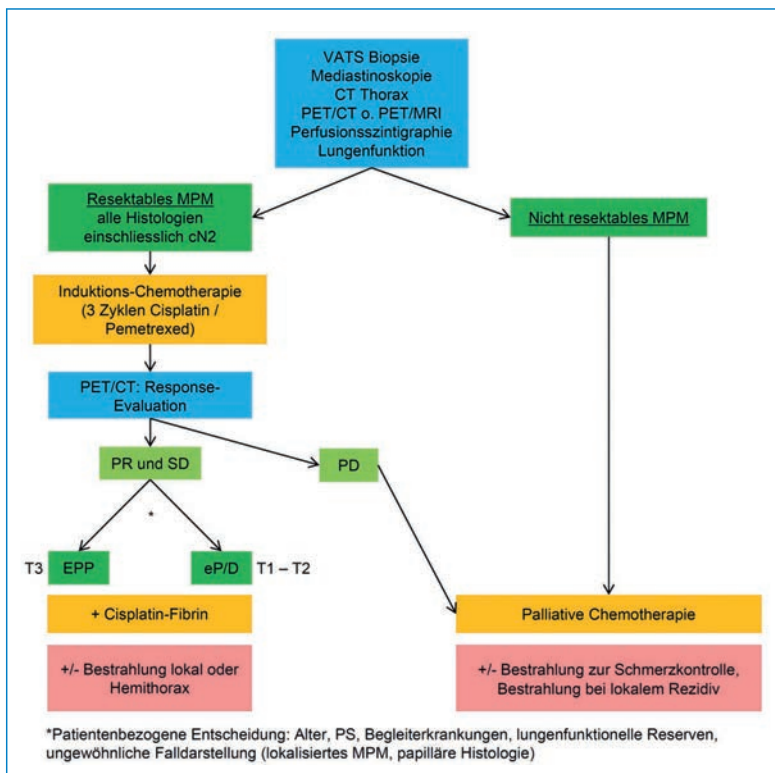 VATS Biopsie
Mediastinoskopie
CT Thorax
PET/CT o. PET/MRI
Perfusionsszintigraphie
Lungenfunktion
Resektables MPM
alle Histologien
einschliesslich cN2
Nicht resektables MPM
Induktions-Chemotherapie
(3 Zyklen Cisplatin /
Pemetrexed)
PET/CT: Response-
Evaluation
PR und SD
PD
*
T3 EPP eP/D T1 – T2
+ Cisplatin-Fibrin
Palliative Chemotherapie
+/- Bestrahlung lokal oder
Hemithorax
+/- Bestrahlung zur Schmerzkontrolle,
Bestrahlung bei lokalem Rezidiv
*Patientenbezogene Entscheidung: Alter, PS, Begleiterkrankungen, lungenfunktionelle Reserven,
ungewöhnliche Falldarstellung (lokalisiertes MPM, papilläre Histologie)